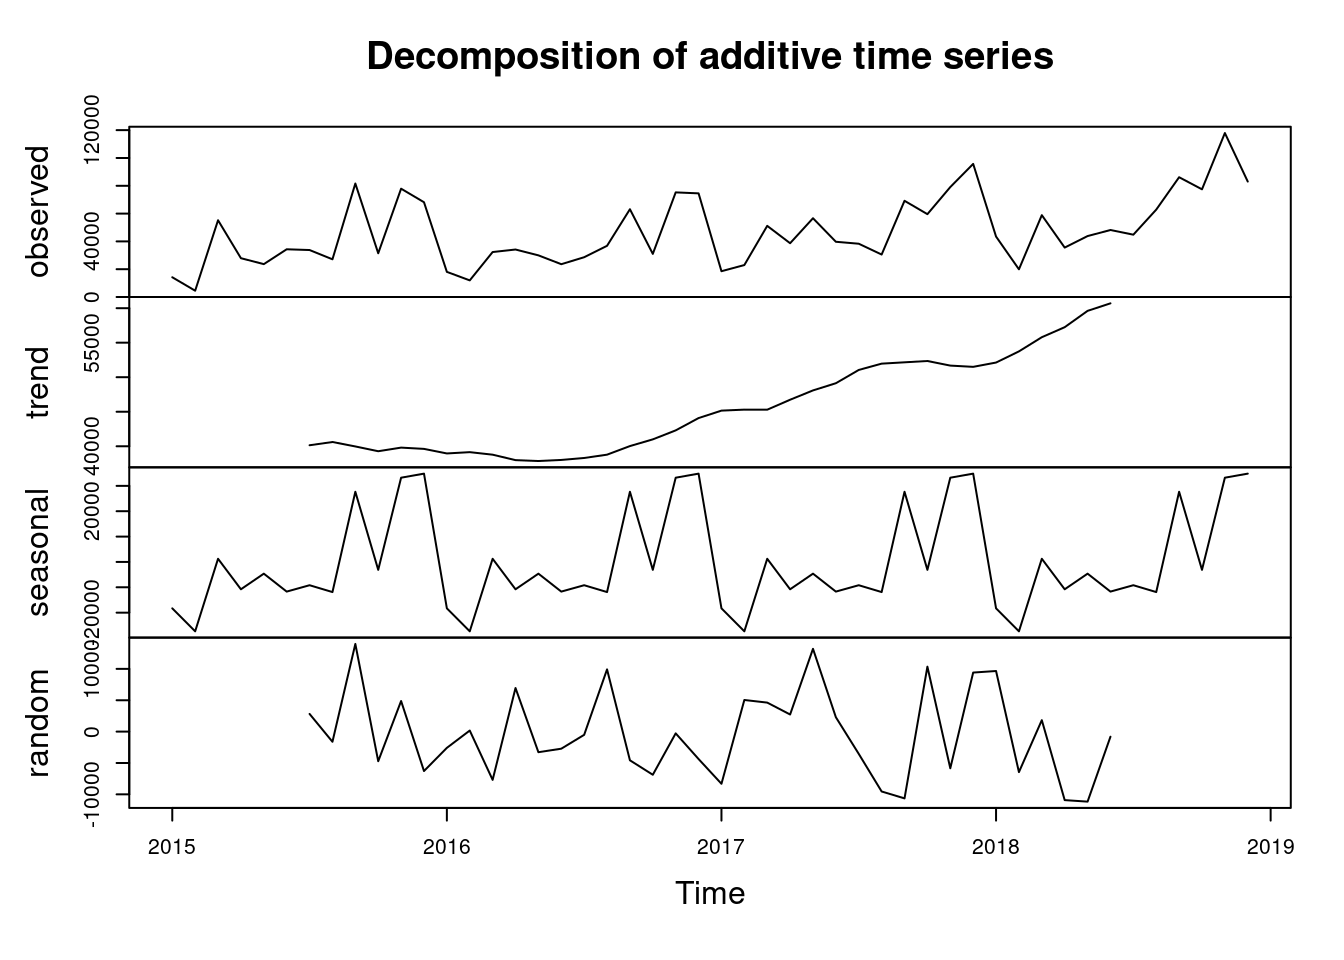 Decomposition of additive time series
observed
0 40000 120000
trend
40000 55000
seasonal
-20000 20000
random
-10000 0 10000
2015 2016 2017 2018 2019
Time